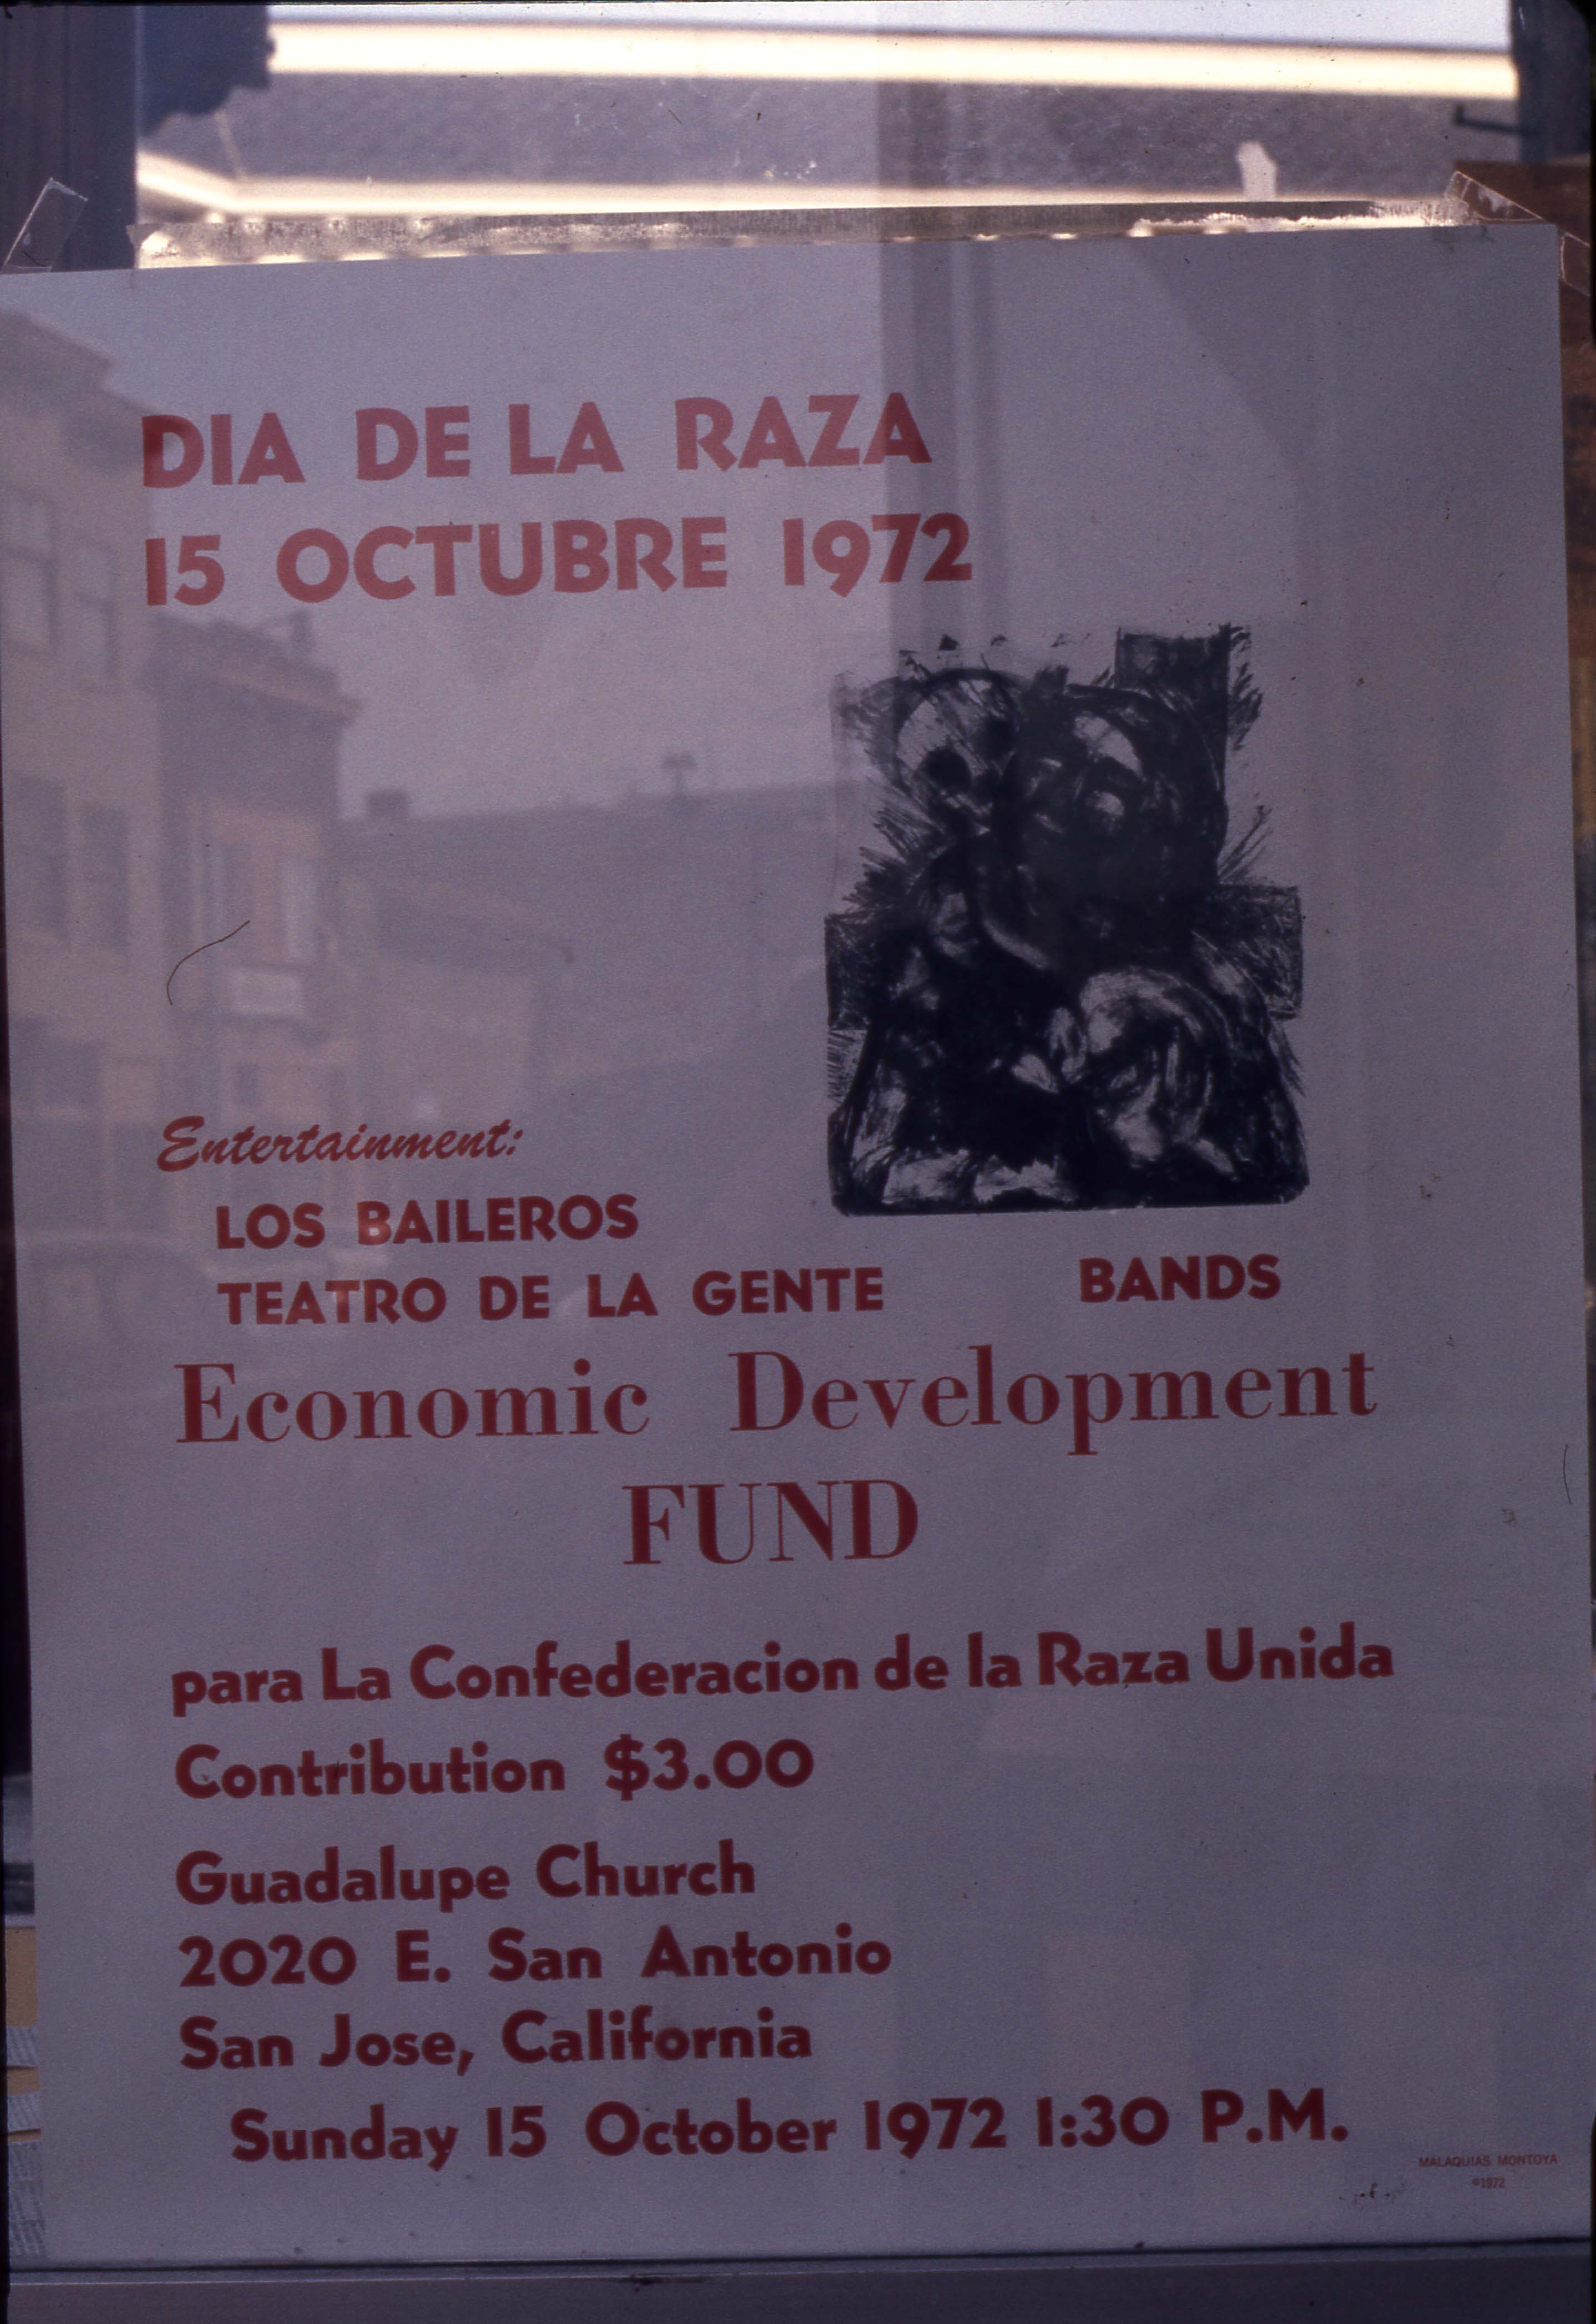 DIA DE LA RAZA
15 OCTUBRE 1972
Entertainment:
LOS BAILEROS
TEATRO DE LA GENTE BANDS
Economic Development
FUND
para La Confederacion de la Raza Unida
Contribution $3.00
Guadalupe Church
2020 E. San Antonio
San Jose, California
Sunday 15 October 1972 1:30 P.M.
MALAQUIAS MONTOYA
©1972